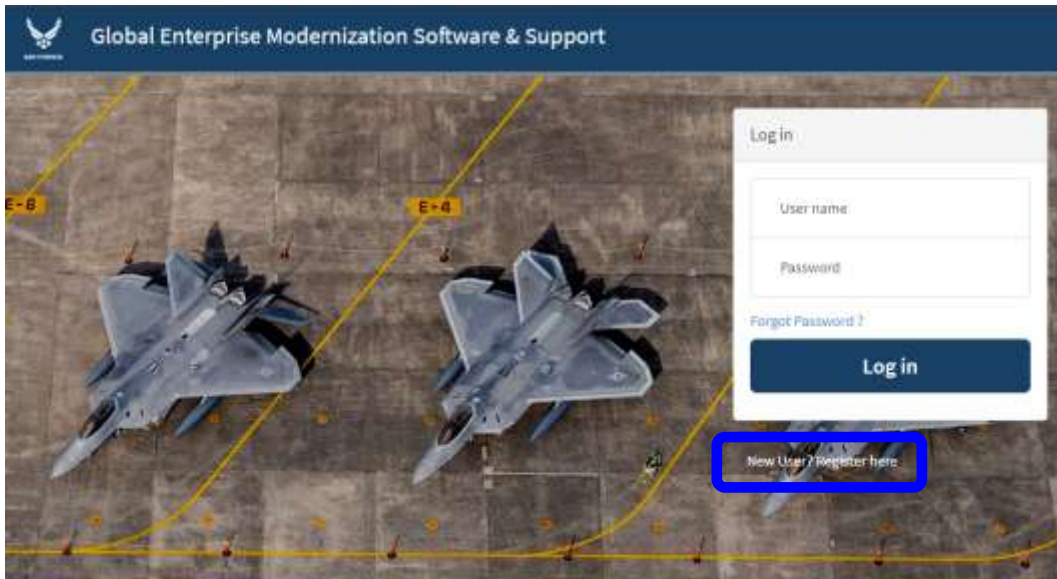 Global Enterprise Modernization Software & Support
Log in
E-6
E-4
User name
Password
Forgot Password ?
Log in
New User? Register here